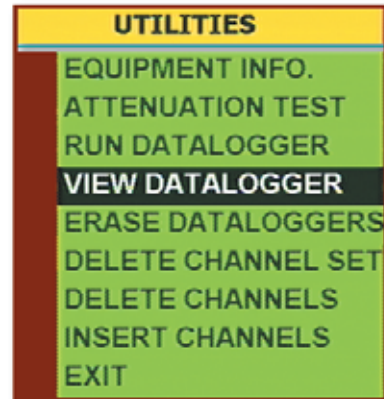 UTILITIES
EQUIPMENT INFO.
ATTENUATION TEST
RUN DATALOGGER
VIEW DATALOGGER
ERASE DATALOGGERS
DELETE CHANNEL SET
DELETE CHANNELS
INSERT CHANNELS
EXIT